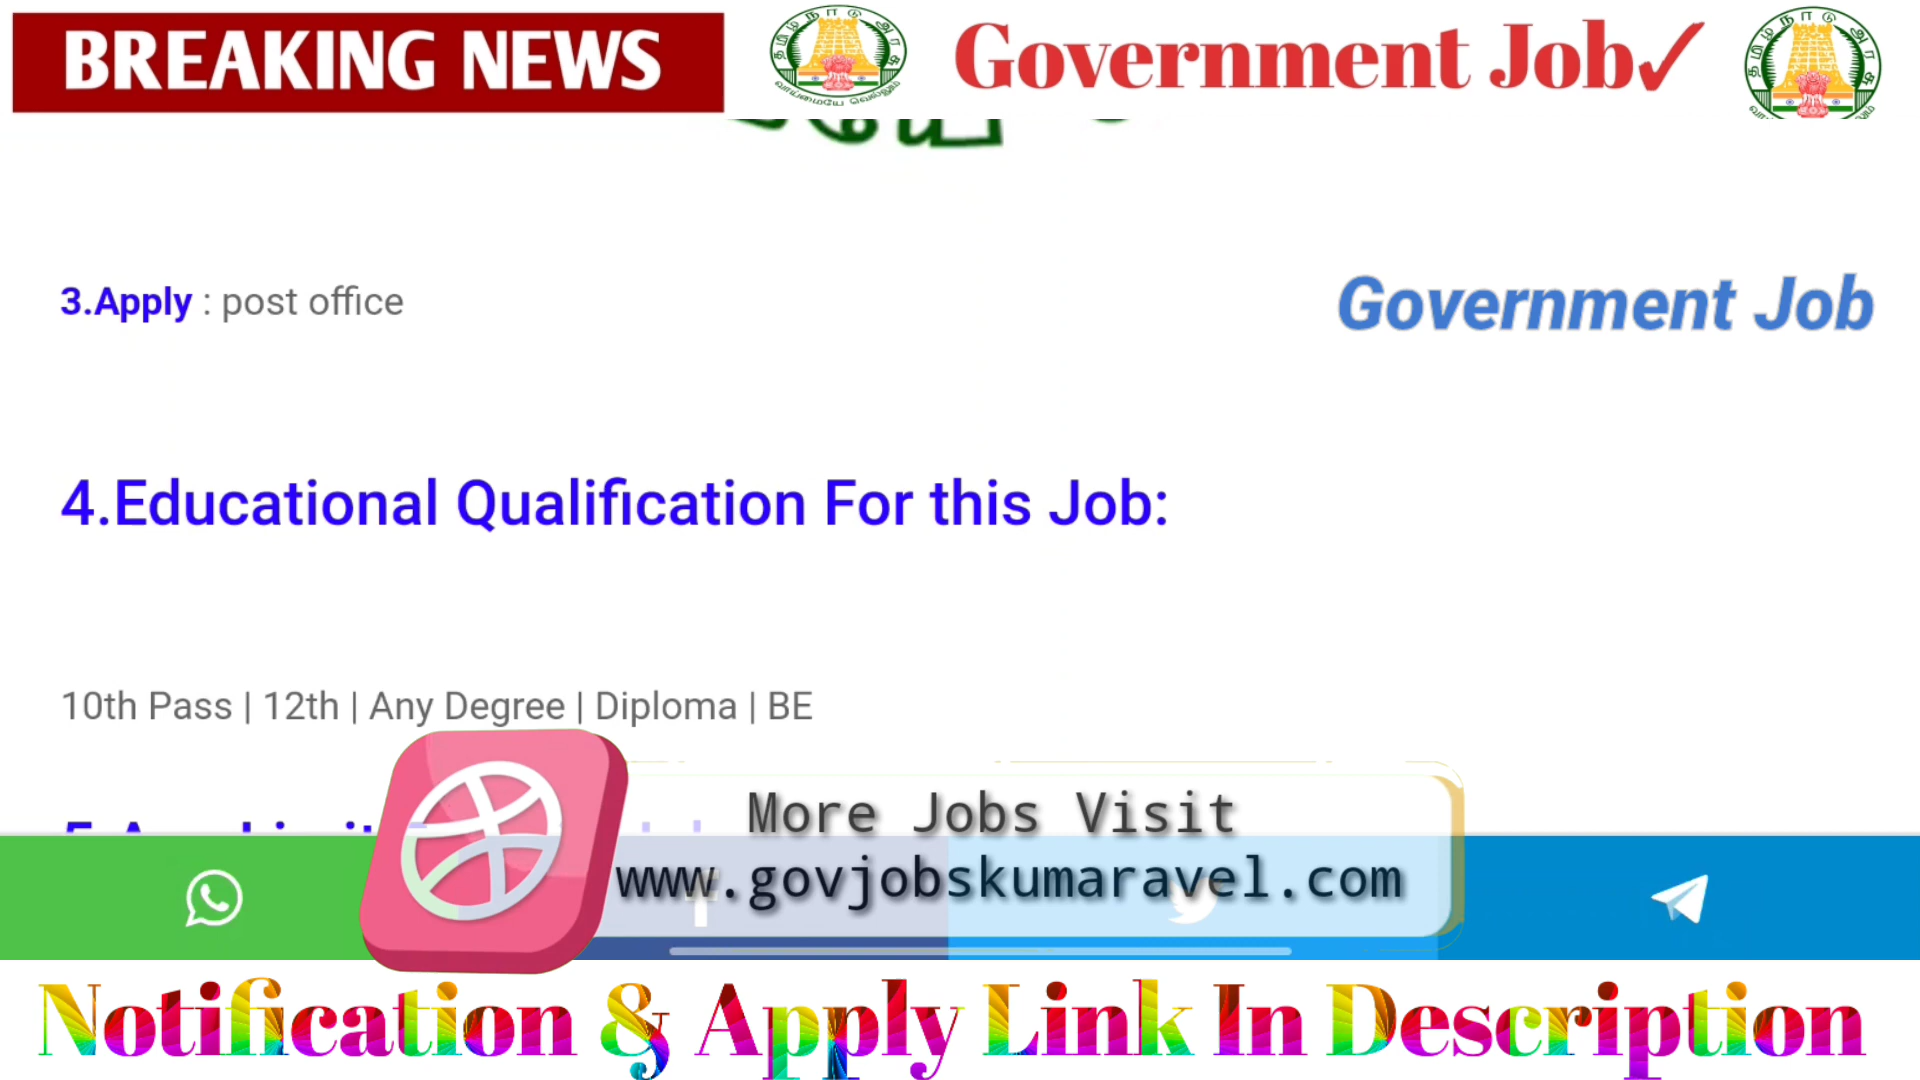 BREAKING NEWS
Government Job✓
3.Apply : post office
Government Job
4.Educational Qualification For this Job:
10th Pass | 12th | Any Degree | Diploma | BE
More Jobs Visit
www.govjobskumaravel.com
Notification & Apply Link In Description